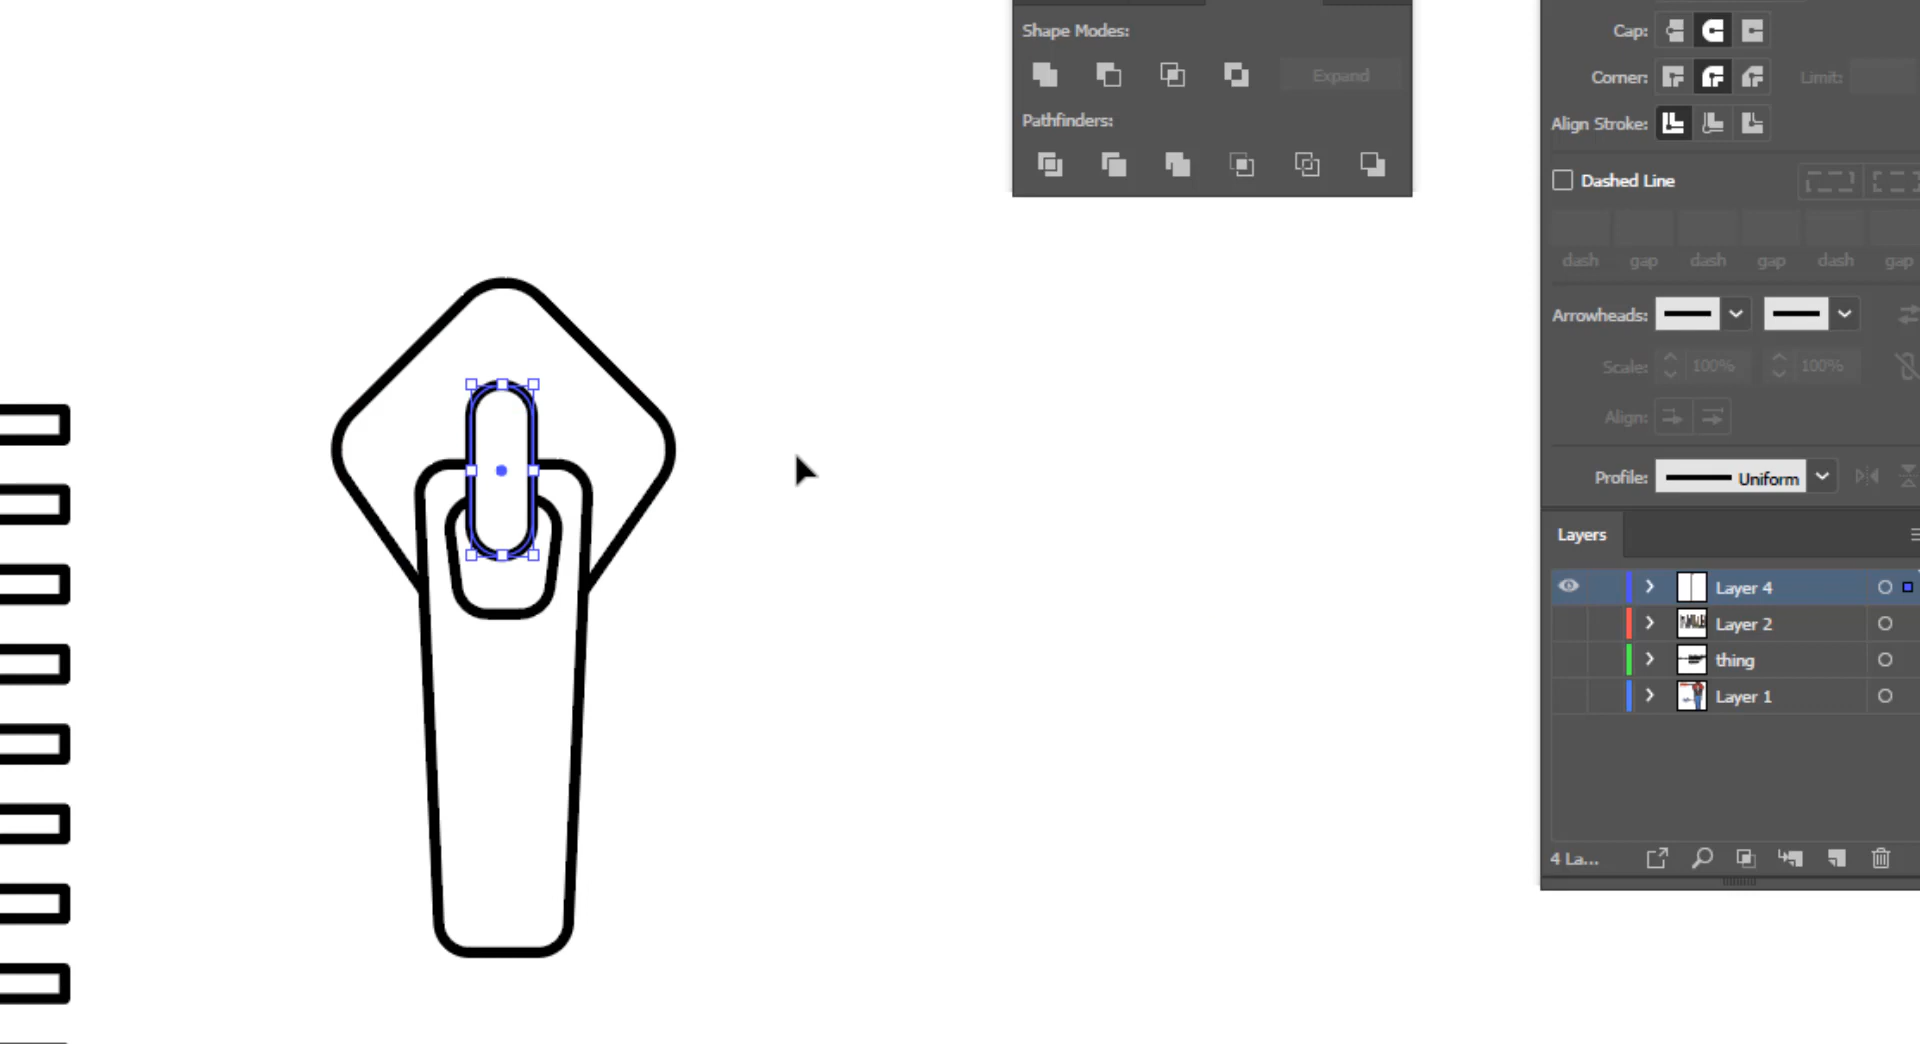 Shape Modes:
Expand
Pathfinders:
Cap:
Corner:
Limit:
Align Stroke:
Dashed Line
dash gap dash gap dash gap
Arrowheads:
Scale: 100% 100%
Align:
Profile: Uniform
Layers
Layer 4
Layer 2
thing
Layer 1
4 La...